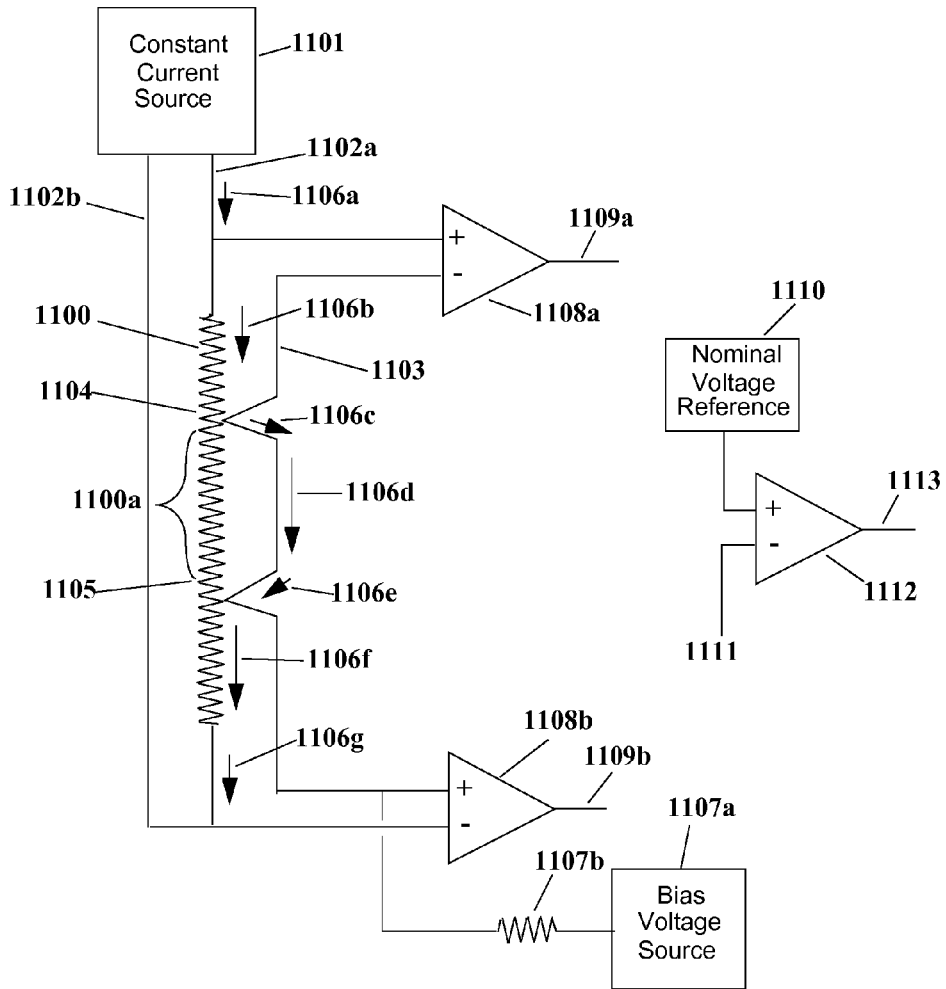 Constant
Current
Source
1101
1102a
1102b
1106a
1109a
+
-
1108a
1100
1106b
1110
Nominal
Voltage
Reference
1103
1104
1106c
1100a
1106d
1113
+
-
1105
1106e
1112
1111
1106f
1108b
1106g
1109b
+
-
1107a
1107b
Bias
Voltage
Source